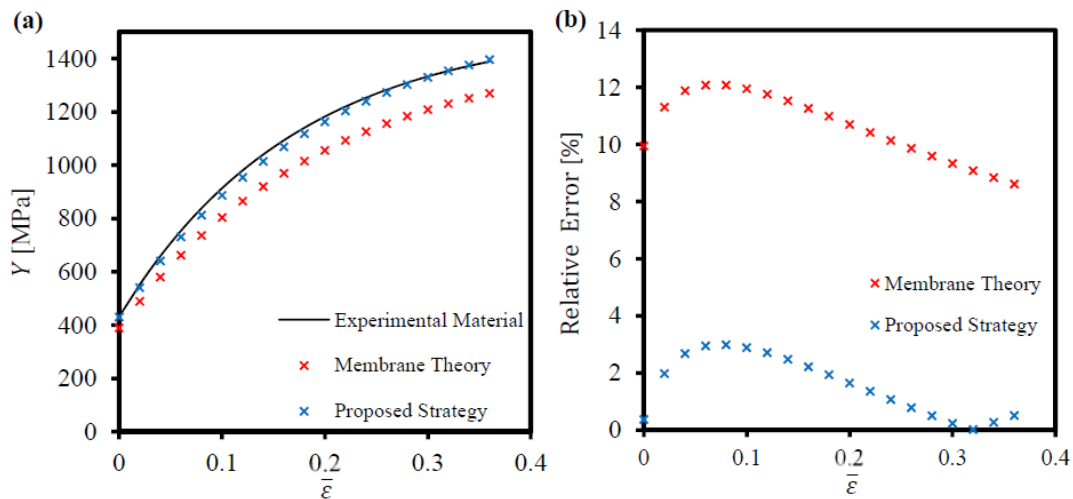 (a)
1400
1200
1000
800
600
400
200
0
Y [MPa]
Experimental Material
Membrane Theory
Proposed Strategy
0 0.1 0.2 0.3 0.4
ε̅
(b)
14
12
10
8
6
4
2
0
Relative Error [%]
Membrane Theory
Proposed Strategy
0 0.1 0.2 0.3 0.4
ε̅